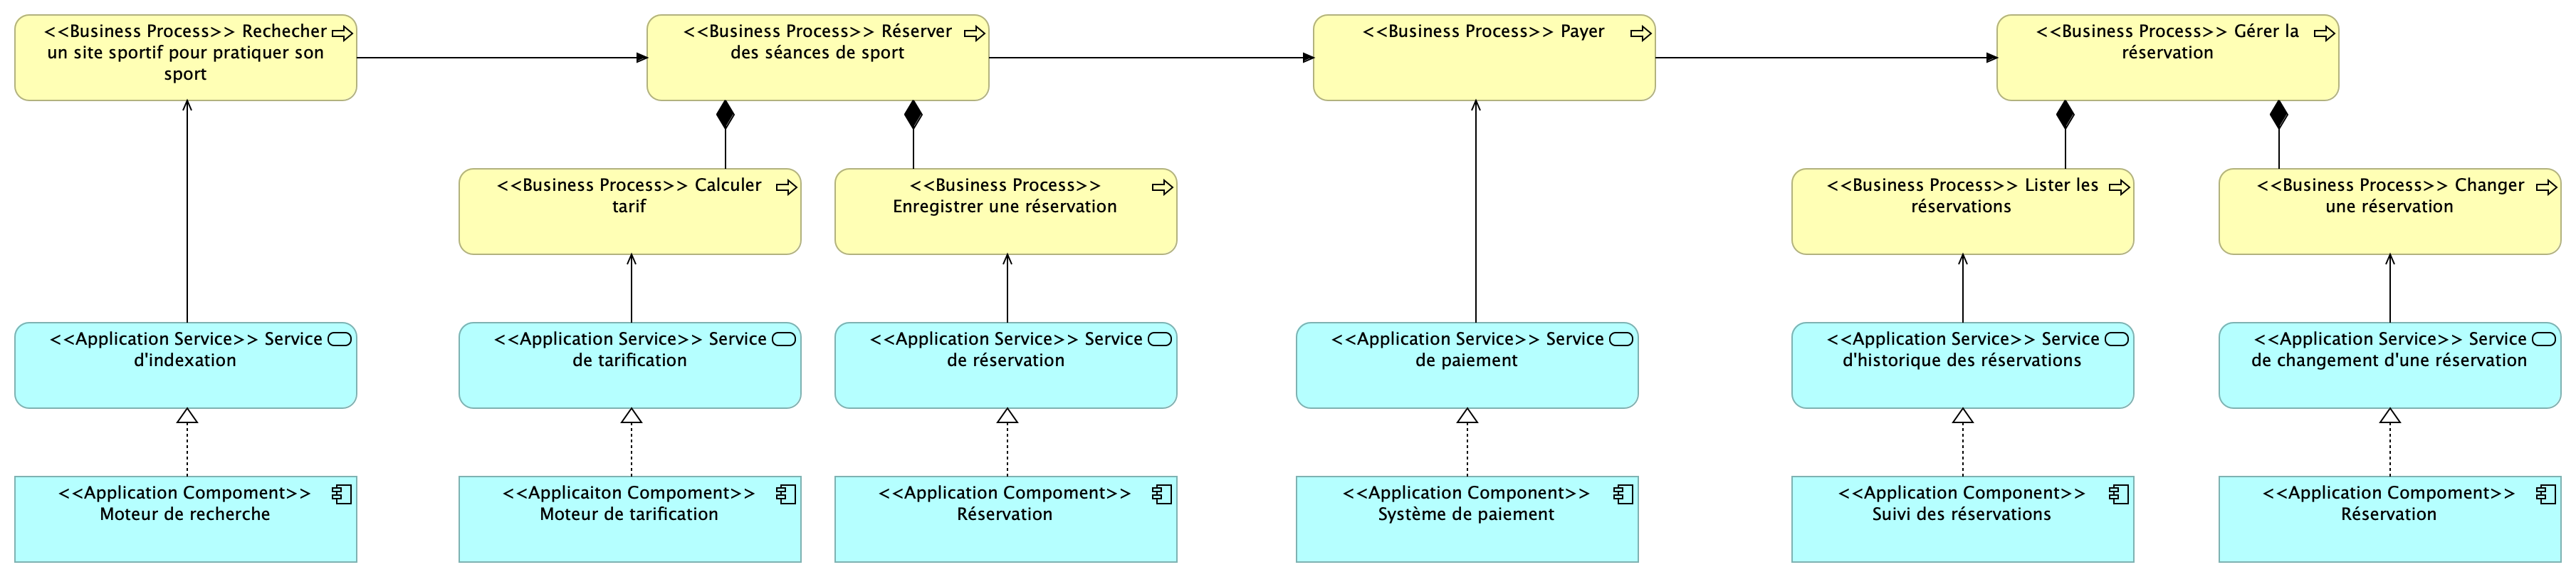 <<Business Process>> Rechecher
un site sportif pour pratiquer son
sport
<<Business Process>> Réserver
des séances de sport
<<Business Process>> Payer
<<Business Process>> Gérer la
réservation
<<Business Process>> Calculer
tarif
<<Business Process>>
Enregistrer une réservation
<<Business Process>> Lister les
réservations
<<Business Process>> Changer
une réservation
<<Application Service>> Service
d'indexation
<<Application Service>> Service
de tarification
<<Application Service>> Service
de réservation
<<Application Service>> Service
de paiement
<<Application Service>> Service
d'historique des réservations
<<Application Service>> Service
de changement d'une réservation
<<Application Compoment>>
Moteur de recherche
<<Applicaiton Compoment>>
Moteur de tarification
<<Application Compoment>>
Réservation
<<Application Component>>
Système de paiement
<<Application Component>>
Suivi des réservations
<<Application Compoment>>
Réservation